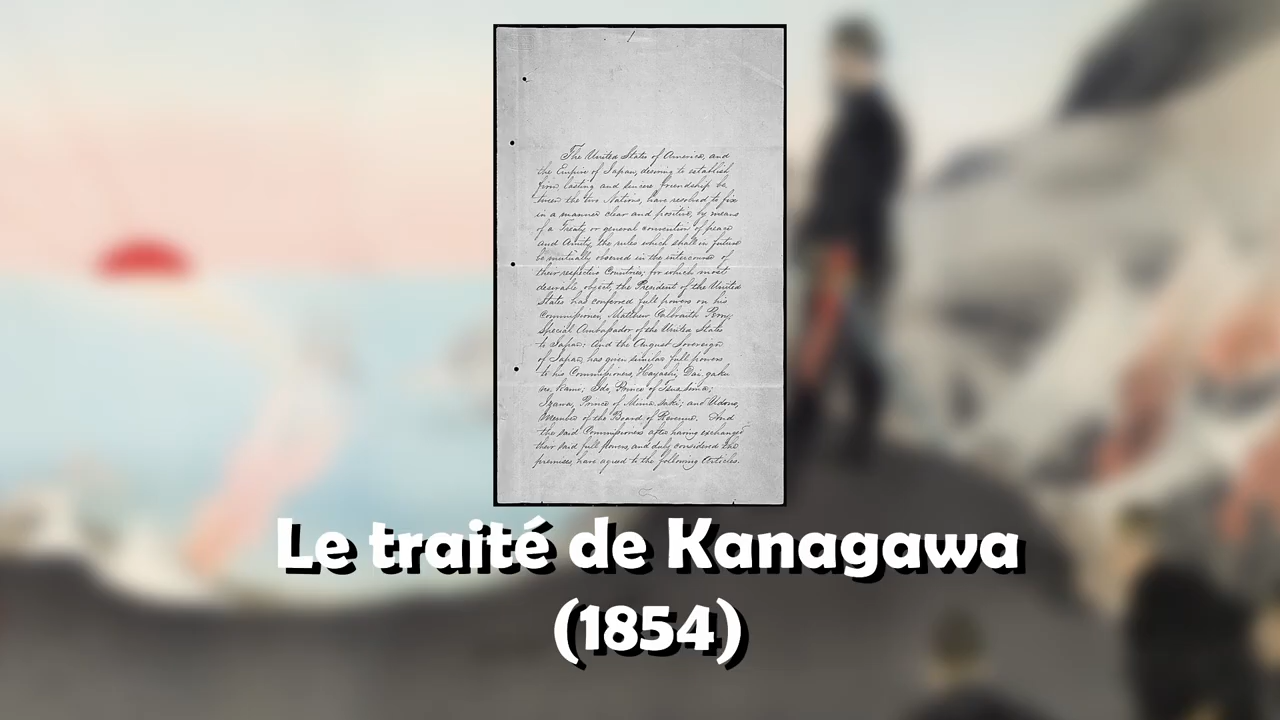 The United States of America, and
the Empire of Japan, desiring to establish
firm lasting and sincere friendship be
tween the two Nations, have resolved to fix
in a manner clear and positive, by means
of a Treaty or general convention of peace
and Amity, the rules which shall in future
be mutually observed in the intercourse of
their respective Countries; for which most
desirable object, the President of the United
States has conferred full powers on his
Commissioner, Matthew Calbraith Perry,
Special Ambassador of the United States
to Japan: And the August Sovereign
of Japan, has given similar full powers
to his Commissioners, Hayashi, Dai-gaku
no, Kami; Ido, Prince of Tsus-Sima;
Izawa, Prince of Mima-saki; and Udono,
Member of the Board of Revenue. And
the said Commissioners after having exchanged
their said full powers, and duly considered the
premises, have agreed to the following Articles.
Le traité de Kanagawa
(1854)